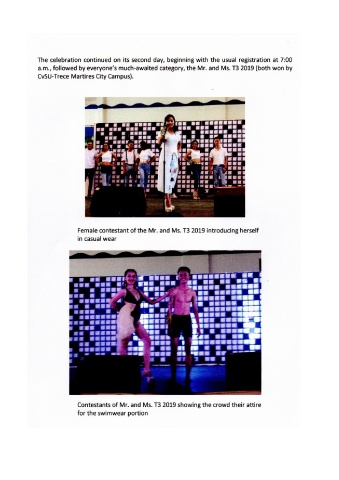 The celebration continued on its second day, beginning with the usual registration at 7:00
a.m., followed by everyone's much-awaited category, the Mr. and Ms. T3 2019 (both won by
CvSU-Trece Martires City Campus).
Female contestant of the Mr. and Ms. T3 2019 introducing herself
in casual wear
Contestants of Mr. and Ms. T3 2019 showing the crowd their attire
for the swimwear portion